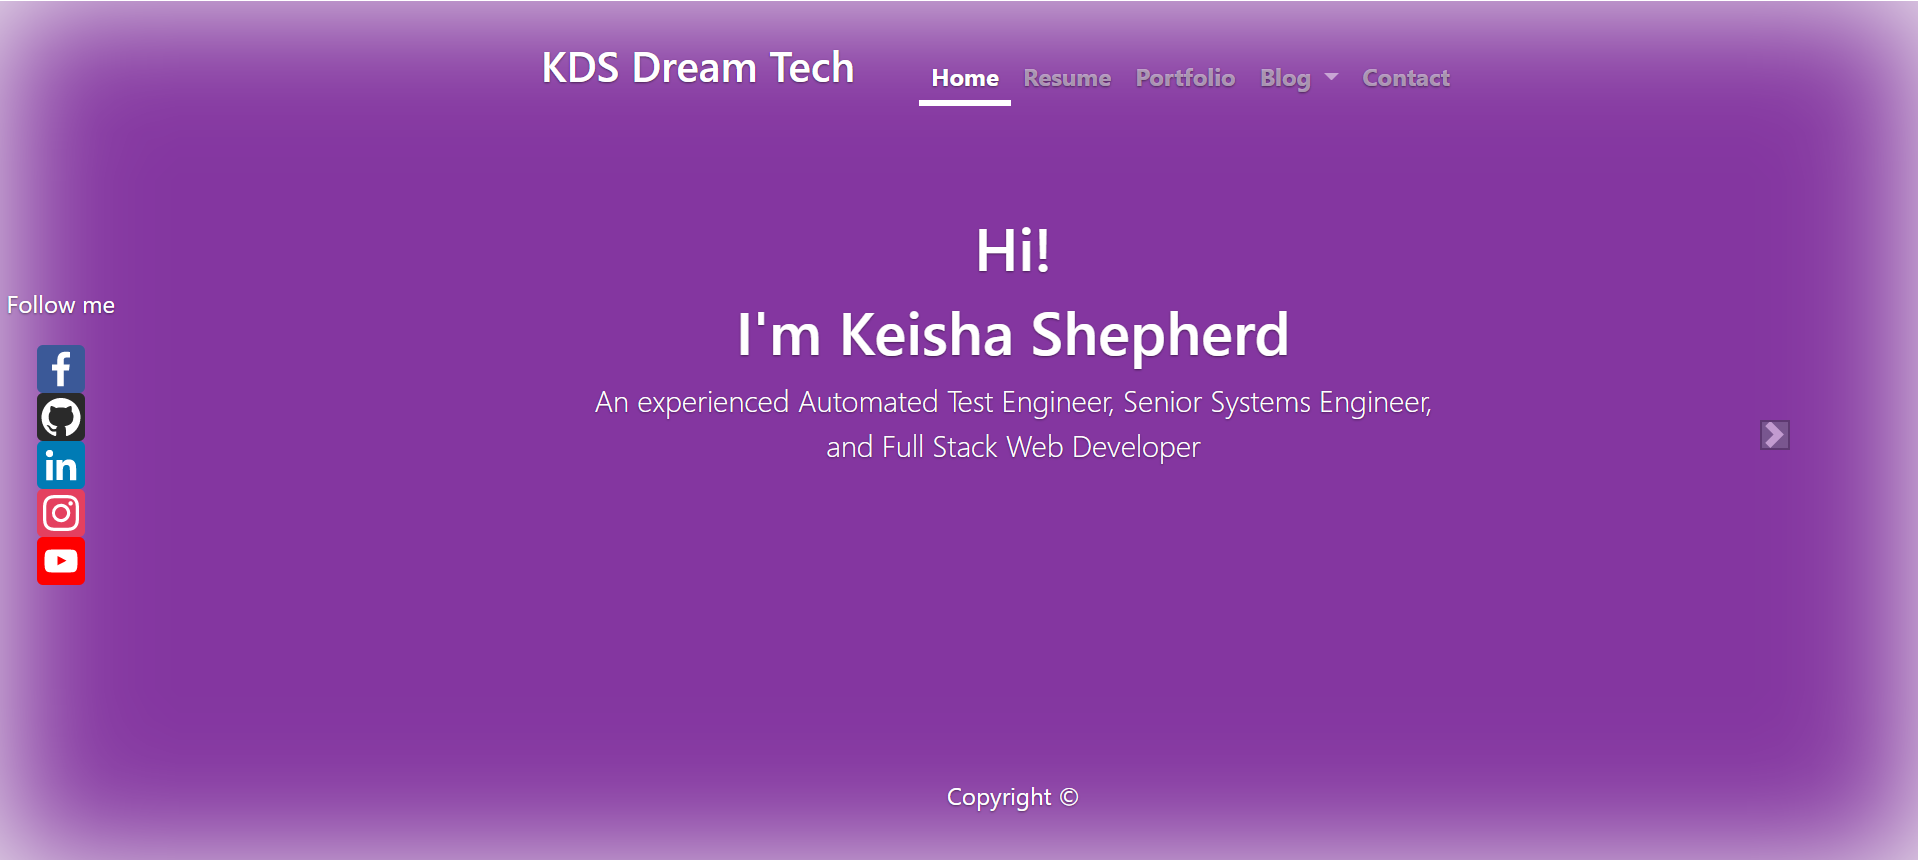 KDS Dream Tech
Home Resume Portfolio Blog Contact
Hi!
I'm Keisha Shepherd
An experienced Automated Test Engineer, Senior Systems Engineer,
and Full Stack Web Developer
Follow me
f
in
Copyright ©